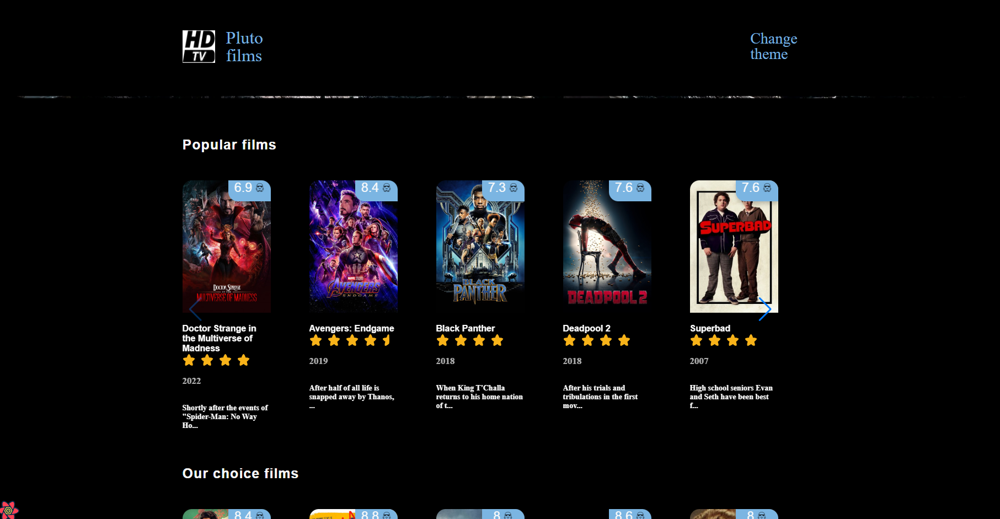 HD
TV
Pluto
films
Change
theme
Popular films
6.9
8.4
7.3
7.6
7.6
DOCTOR STRANGE
IN THE
MULTIVERSE OF MADNESS
MARVEL STUDIOS
AVENGERS
ENDGAME
BLACK
PANTHER
DEADPOOL 2
SUPERBAD
Doctor Strange in
the Multiverse of
Madness
2022
Shortly after the events of
"Spider-Man: No Way
Ho...
Avengers: Endgame
2019
After half of all life is
snapped away by Thanos,
...
Black Panther
2018
When King T'Challa
returns to his home nation
of t...
Deadpool 2
2018
After his trials and
tribulations in the first
mov...
Superbad
2007
High school seniors Evan
and Seth have been best
f...
Our choice films
8.4
8.8
8
8.6
8